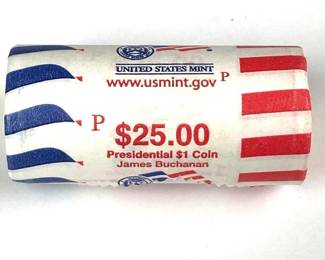 UNITED STATES MINT
www.usmint.gov P
P $25.00
Presidential $1 Coin
James Buchanan